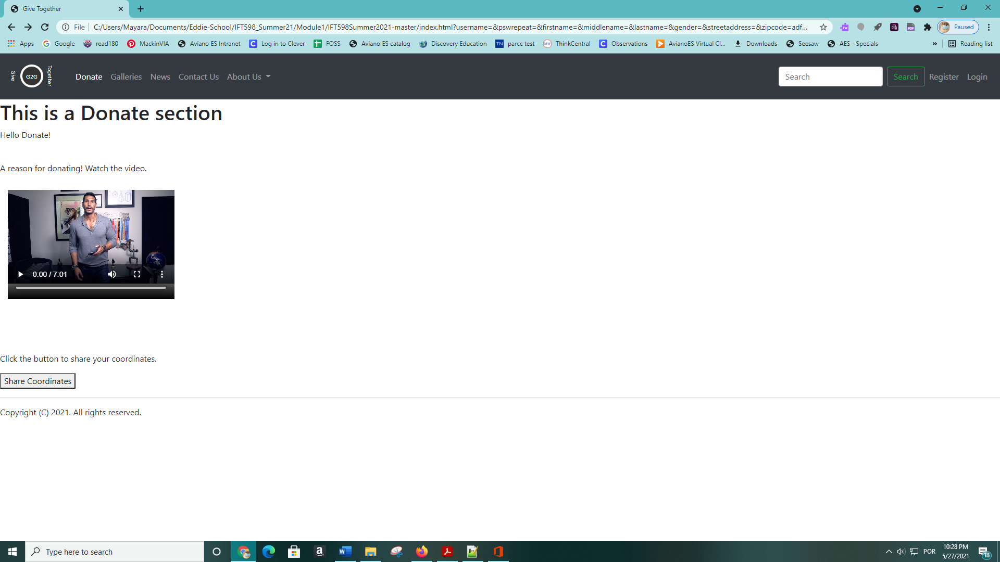 Give Together
File
C:/Users/Mayara/Documents/Eddie-School/IFT598_Summer21/Module1/IFT598Summer2021-master/index.html?username=&pswrepeat=&firstname=&middlename=&lastname=&gender=&streetaddress=&zipcode=adf...
rw
PDF
Paused
Apps
Google
USA
read180
MackinVIA
Aviano ES Intranet
C
Log in to Clever
FOSS
Aviano ES catalog
Discovery Education
TN
parcc test
MW
ThinkCentral
C
Observations
AvianoES Virtual Cl...
Downloads
Seesaw
AES - Specials
»
Reading list
Give
G2G
Together
Donate
Galleries
News
Contact Us
About Us
Search
Search
Register
Login
This is a Donate section
Hello Donate!
A reason for donating! Watch the video.
0:00 / 7:01
Click the button to share your coordinates.
Share Coordinates
Copyright (C) 2021. All rights reserved.
Type here to search
a
W
POR
10:28 PM
5/27/2021
18